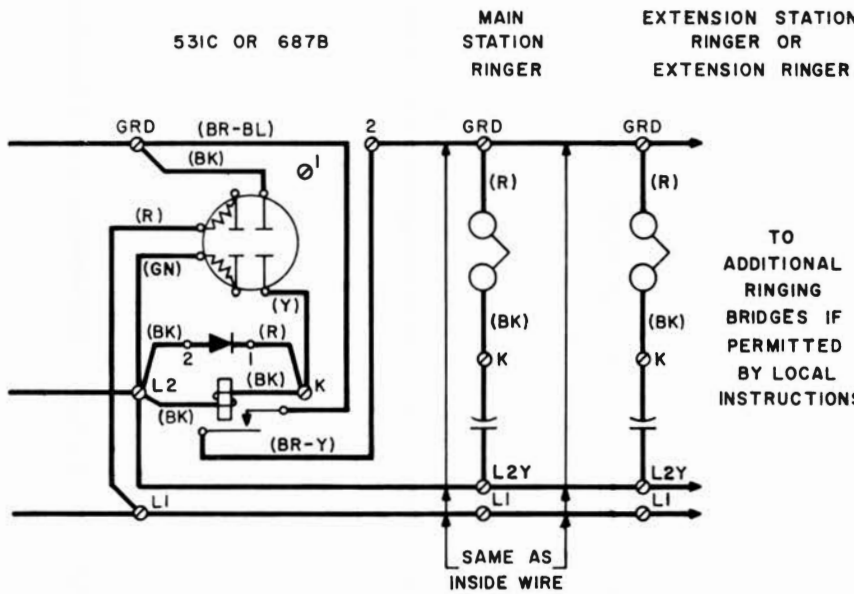 531C OR 687B
MAIN
STATION
RINGER
EXTENSION STATION
RINGER OR
EXTENSION RINGER
GRD
(BR-BL)
2
GRD
GRD
(BK)
1
(R)
(R)
(R)
(GN)
(Y)
TO
ADDITIONAL
RINGING
BRIDGES IF
PERMITTED
BY LOCAL
INSTRUCTIONS
(BK)
(R)
(BK)
(BK)
2
1
K
K
L2
(BK)
K
(BK)
(BR-Y)
L2Y
L2Y
L1
L1
L1
SAME AS
INSIDE WIRE